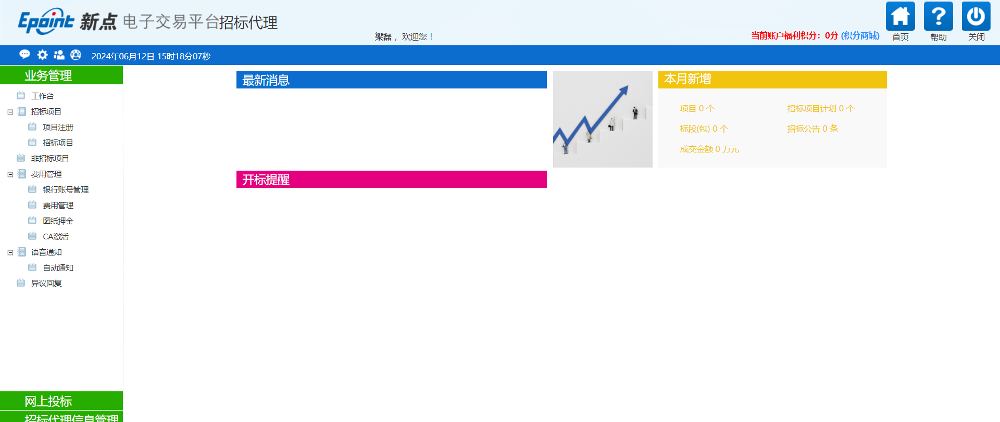 Epoint 新点 电子交易平台招标代理
梁磊， 欢迎您！
当前账户福利积分：0分 (积分商城)
首页
帮助
关闭
2024年06月12日 15时18分07秒
业务管理
工作台
招标项目
项目注册
招标项目
非招标项目
费用管理
银行账号管理
费用管理
图纸押金
CA激活
语音通知
自动通知
异议回复
网上投标
招标代理信息管理
最新消息
开标提醒
本月新增
项目 0 个
招标项目计划 0 个
标段(包) 0 个
招标公告 0 条
成交金额 0 万元